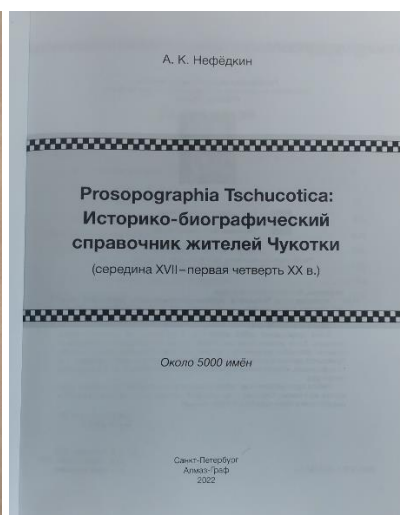 А. К. Нефёдкин
Prosopographia Tschucotica:
Историко-биографический
справочник жителей Чукотки
(середина XVII–первая четверть XX в.)
Около 5000 имён
Санкт-Петербург
Алмаз-Граф
2022